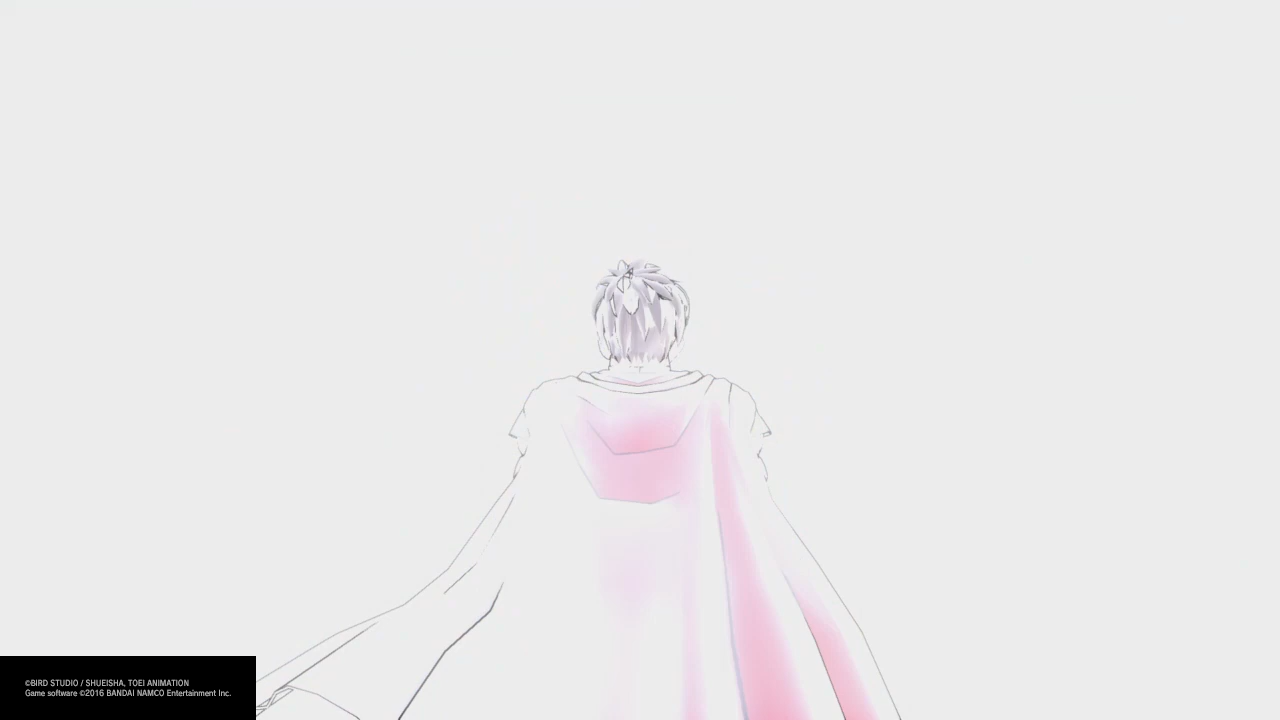 ©BIRD STUDIO / SHUEISHA, TOEI ANIMATION
Game software ©2016 BANDAI NAMCO Entertainment Inc.